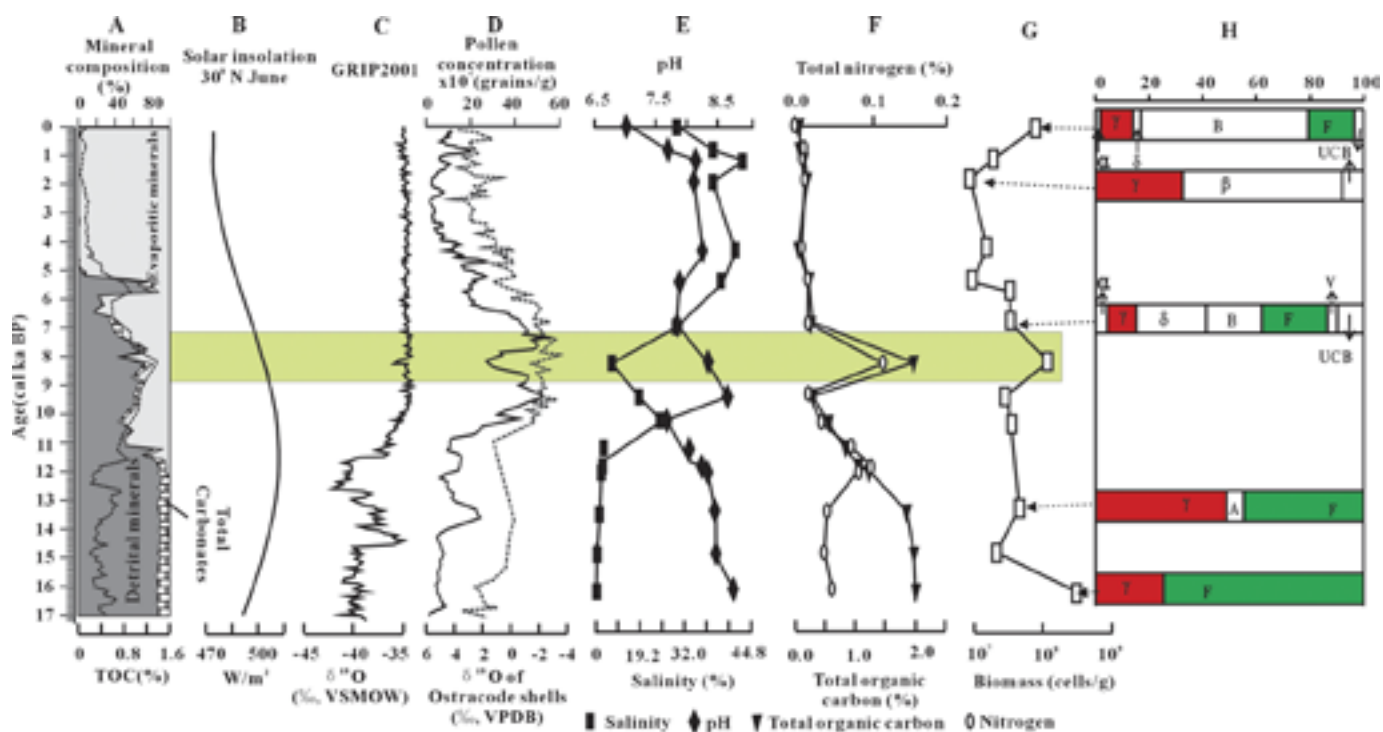 A B C D E F G H
Mineral
composition
(%)
0 40 80
Solar insolation
30° N June
GRIP2001
Pollen
concentration
(grains/g)
0 20 40 60
pH
6.5 7.5 8.5
Total nitrogen (%)
0.0 0.1 0.2
0 20 40 60 80 100
Age(cal ka BP)
0
1
2
3
4
5
6
7
8
9
10
11
12
13
14
15
16
17
Evaporitic minerals
Detrital minerals
Total
Carbonates
γ B F
UCB
α δ
γ β
α V
γ δ B F
UCB
γ A F
γ F
0 0.8 1.6
TOC(%)
470 500
W/m²
-45 -40 -35
δ ¹⁸O
(‰, VSMOW)
6 4 2 0 -2 -4
δ ¹⁸O of
Ostracode shells
(‰, VPDB)
0 19.2 32.0 44.8
Salinity (%)
0.0 1.0 2.0
Total organic
carbon (%)
Biomass (cells/g)
Salinity pH Total organic carbon Nitrogen